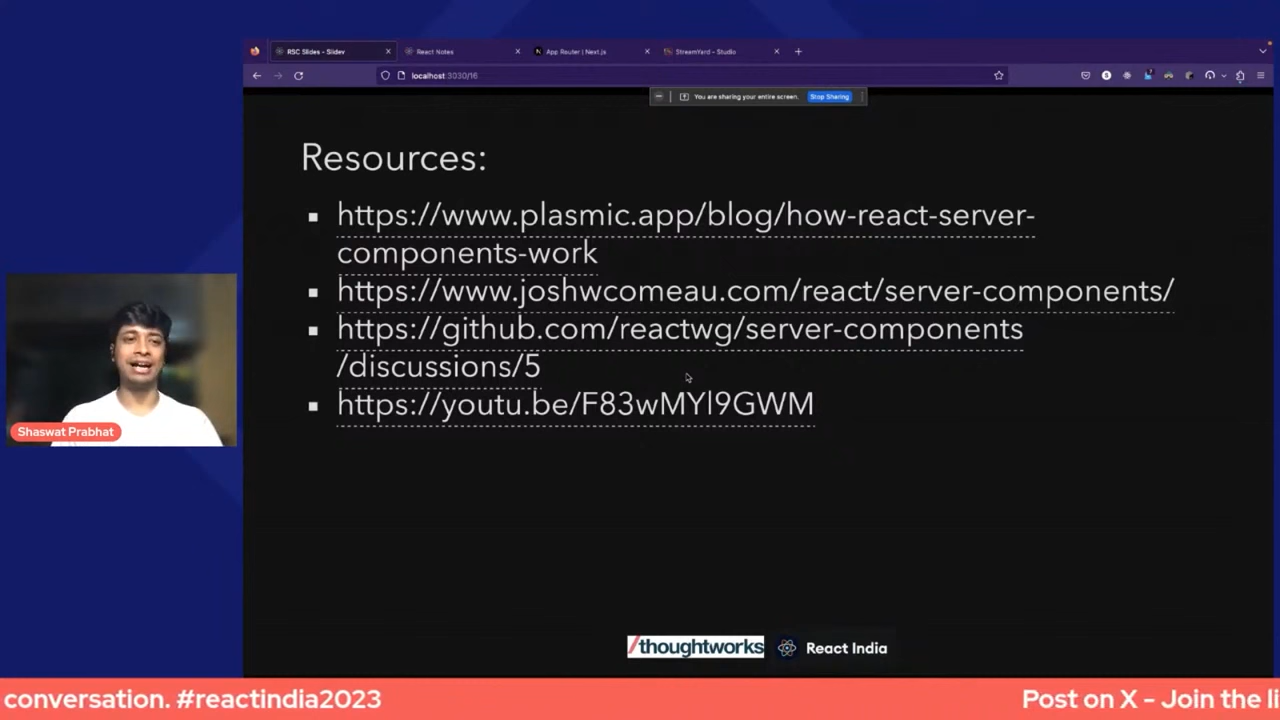 RSC Slides - Slidev
React Notes
App Router | Next.js
StreamYard - Studio
localhost:3030/16
You are sharing your entire screen.
Stop Sharing
Resources:
https://www.plasmic.app/blog/how-react-server-
components-work
https://www.joshwcomeau.com/react/server-components/
https://github.com/reactwg/server-components
/discussions/5
https://youtu.be/F83wMYl9GWM
Shaswat Prabhat
/thoughtworks
React India
conversation. #reactindia2023
Post on X - Join the li